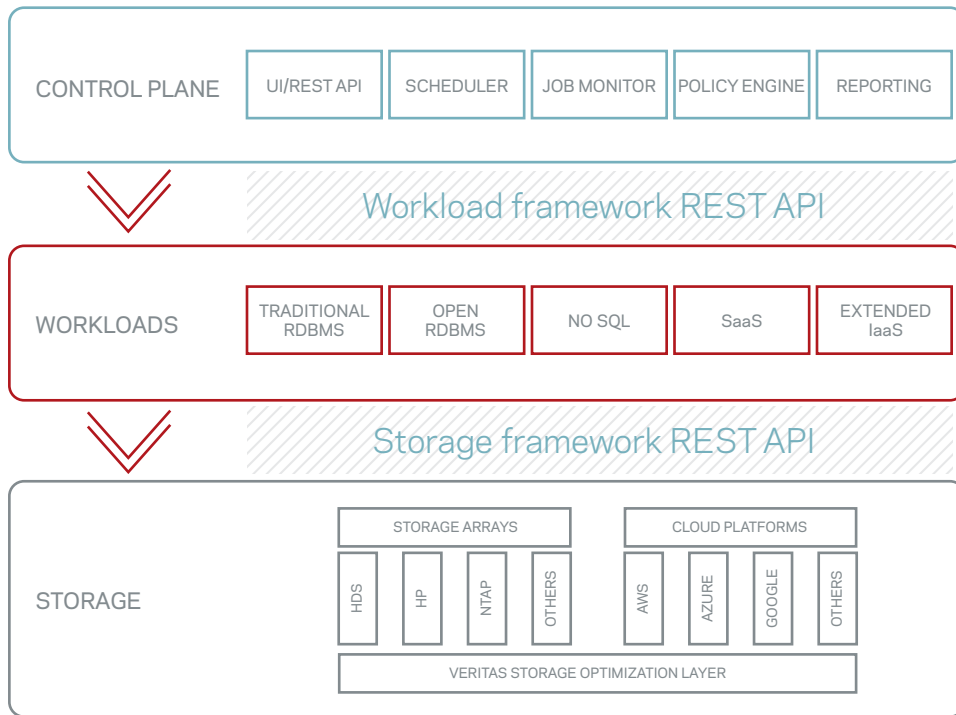 CONTROL PLANE
UI/REST API
SCHEDULER
JOB MONITOR
POLICY ENGINE
REPORTING
Workload framework REST API
WORKLOADS
TRADITIONAL
RDBMS
OPEN
RDBMS
NO SQL
SaaS
EXTENDED
IaaS
Storage framework REST API
STORAGE
STORAGE ARRAYS
HDS
HP
NTAP
OTHERS
CLOUD PLATFORMS
AWS
AZURE
GOOGLE
OTHERS
VERITAS STORAGE OPTIMIZATION LAYER